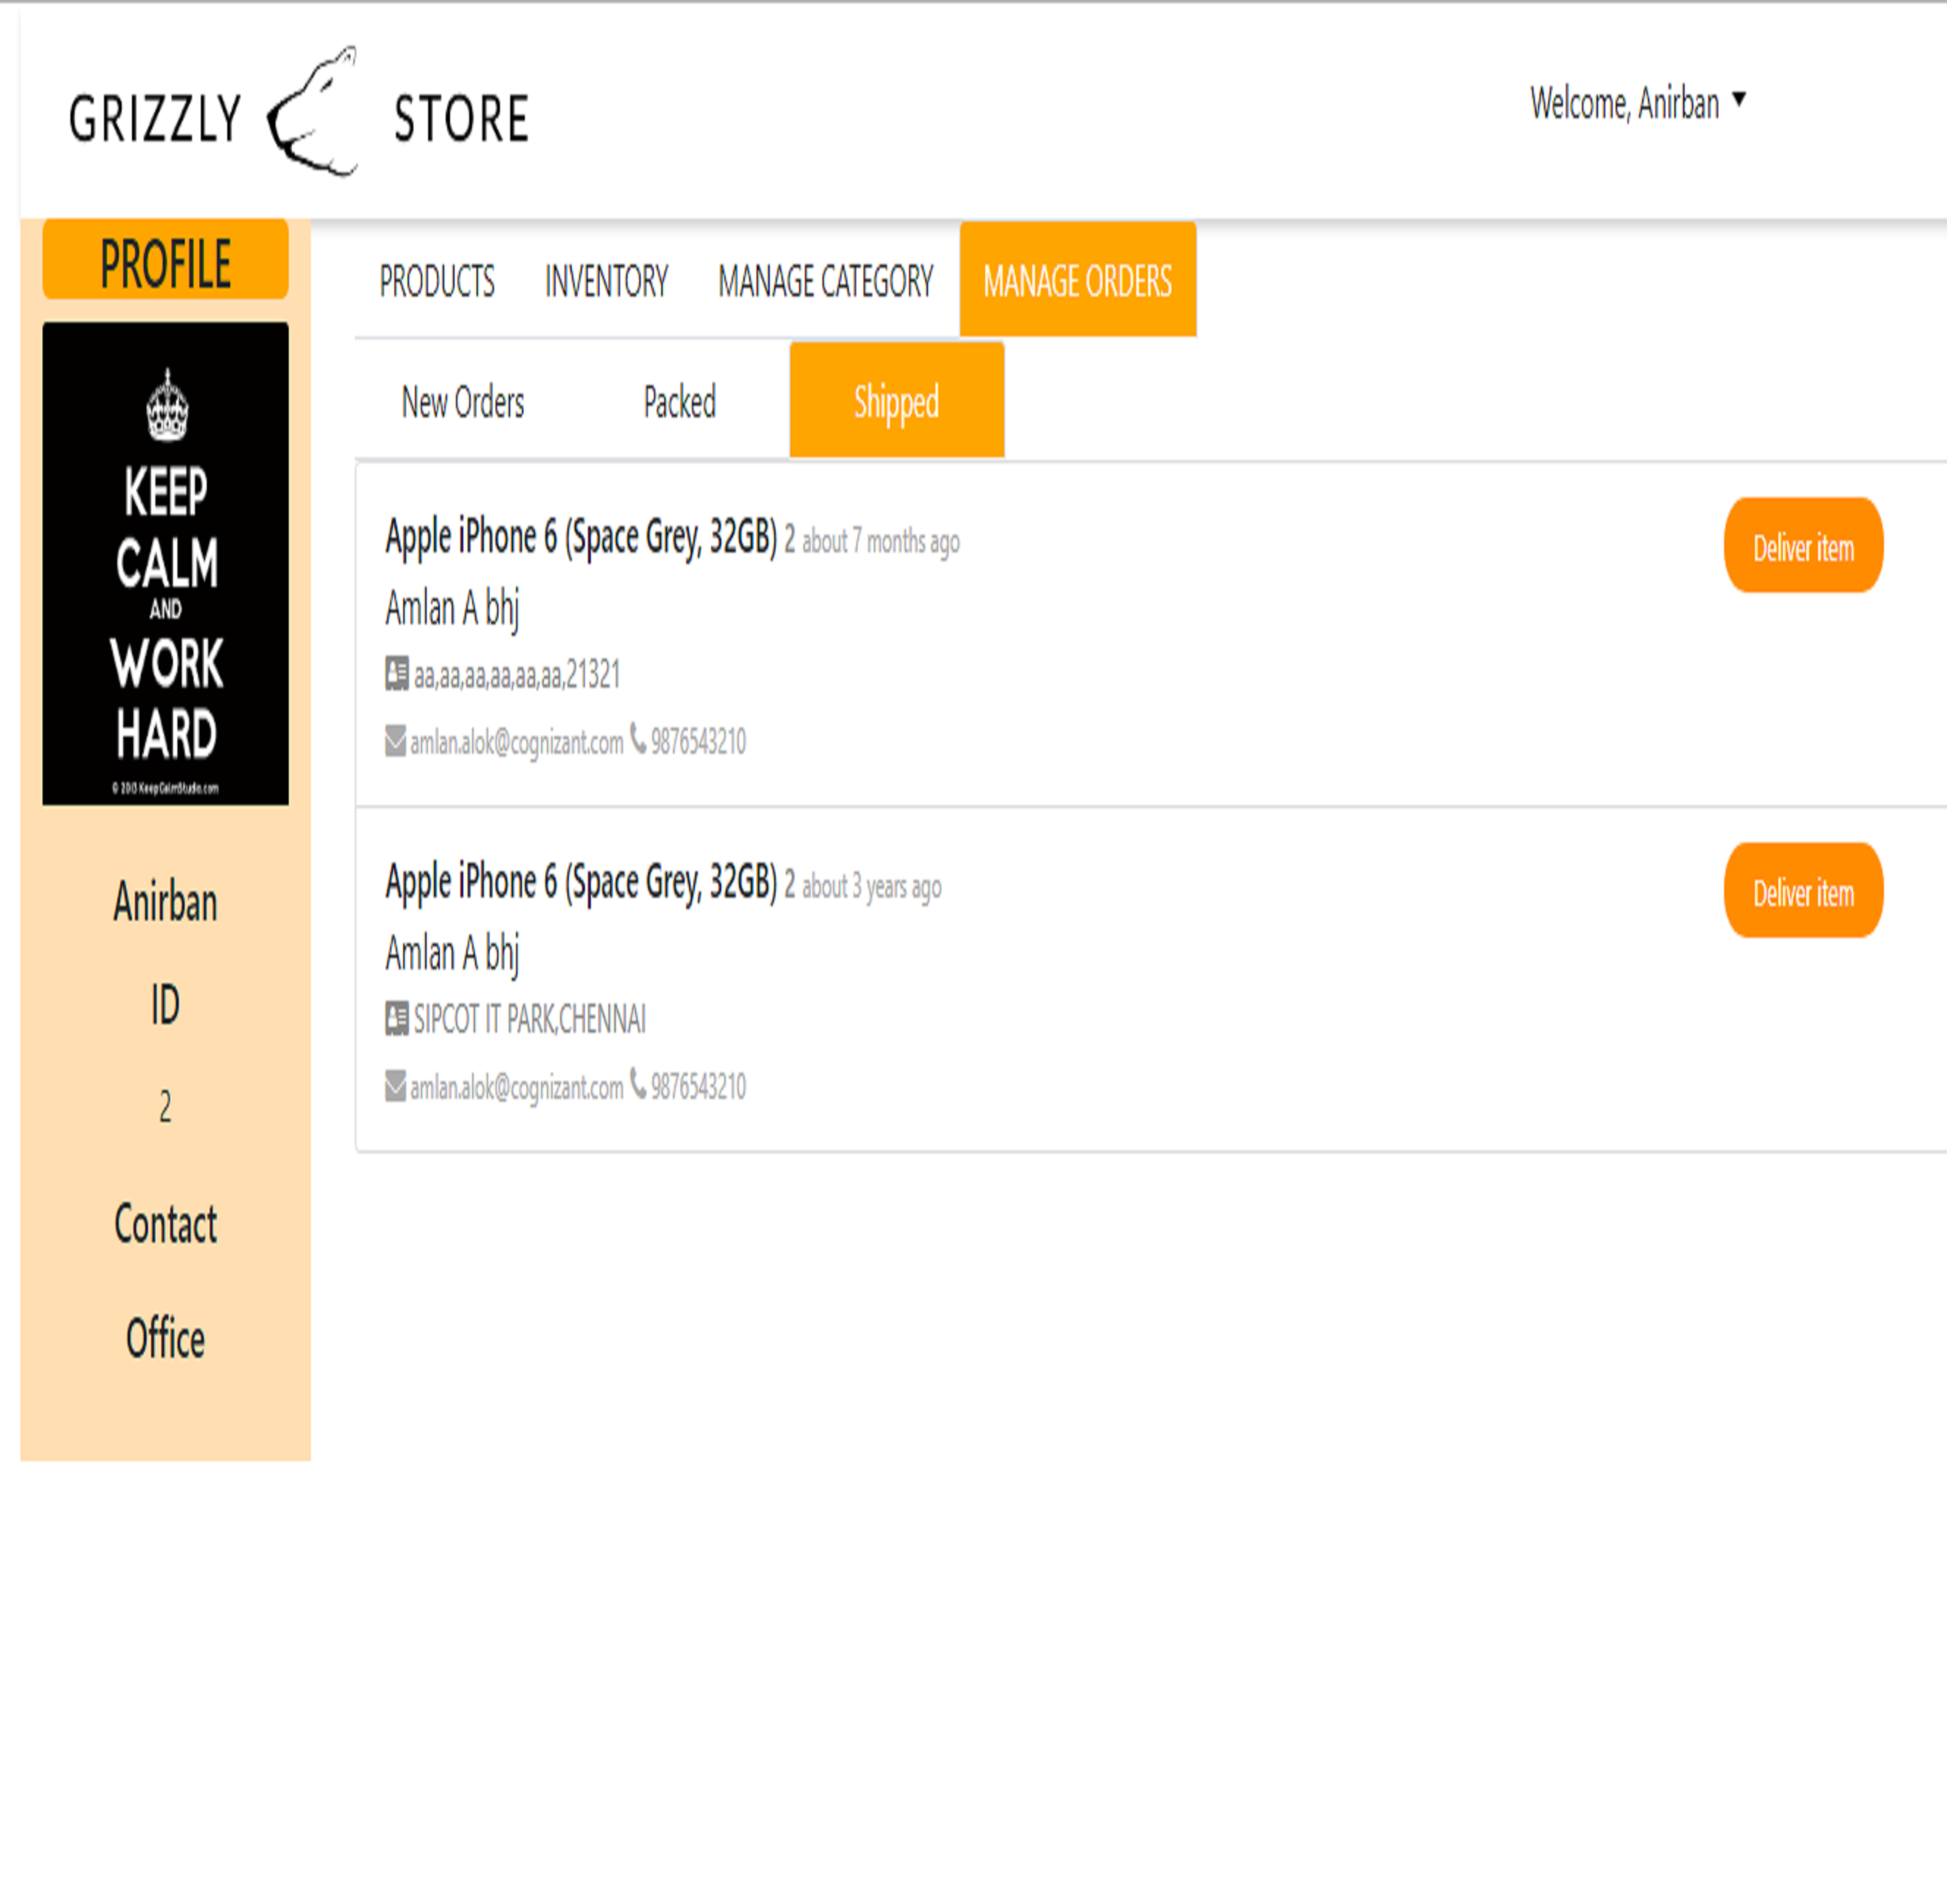 GRIZZLY STORE
Welcome, Anirban
PROFILE
KEEP
CALM
AND
WORK
HARD
© 2013 KeepCalmStudio.com
Anirban
ID
2
Contact
Office
PRODUCTS INVENTORY MANAGE CATEGORY MANAGE ORDERS
New Orders Packed Shipped
Apple iPhone 6 (Space Grey, 32GB) 2 about 7 months ago
Deliver item
Amlan A bhj
aa,aa,aa,aa,aa,aa,21321
amlan.alok@cognizant.com 9876543210
Apple iPhone 6 (Space Grey, 32GB) 2 about 3 years ago
Deliver item
Amlan A bhj
SIPCOT IT PARK,CHENNAI
amlan.alok@cognizant.com 9876543210